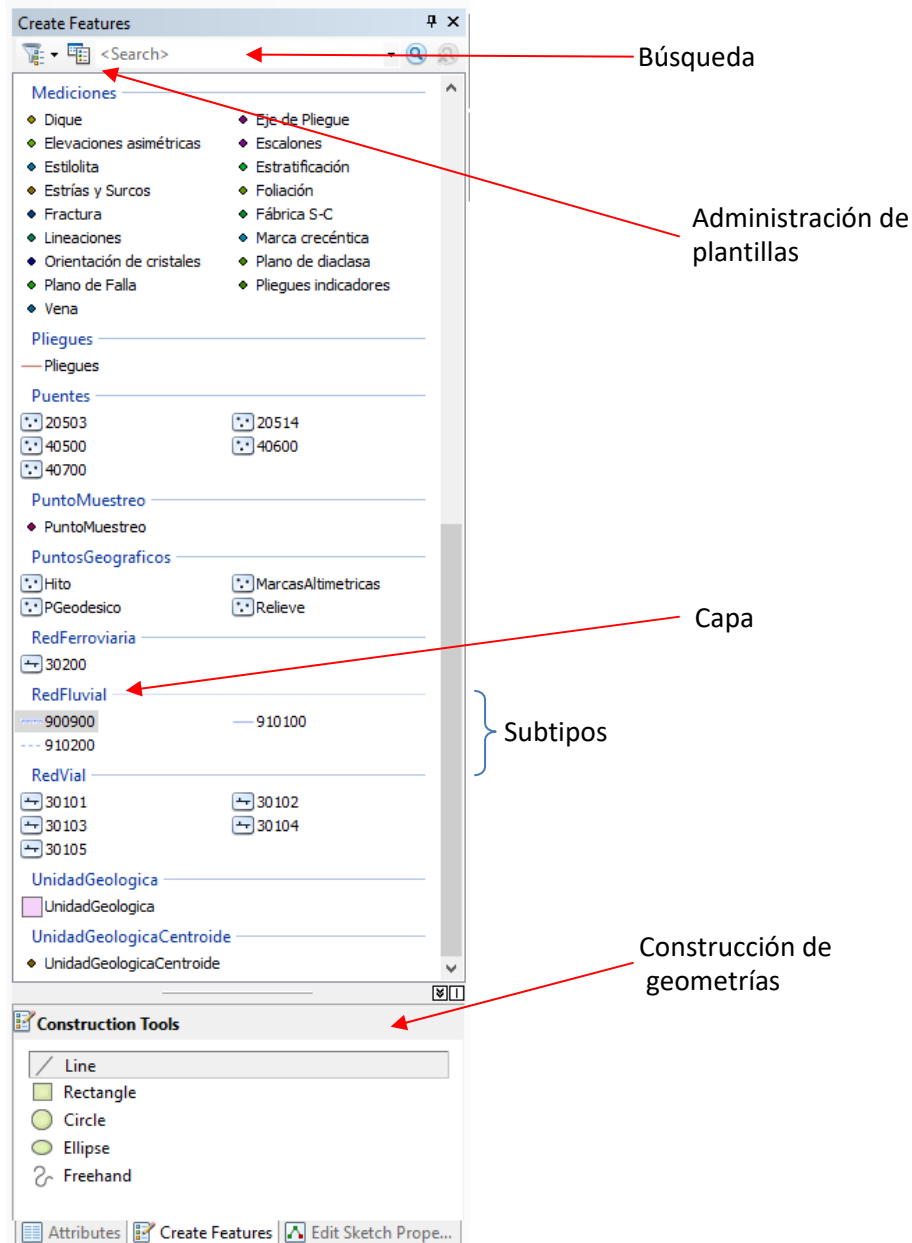 Create Features
<Search>
Búsqueda
Mediciones
Dique
Eje de Pliegue
Elevaciones asimétricas
Escalones
Estilolita
Estratificación
Estrías y Surcos
Foliación
Fractura
Fábrica S-C
Lineaciones
Marca crecéntica
Orientación de cristales
Plano de diaclasa
Plano de Falla
Pliegues indicadores
Vena
Administración de
plantillas
Pliegues
Pliegues
Puentes
20503
20514
40500
40600
40700
PuntoMuestreo
PuntoMuestreo
PuntosGeograficos
Hito
MarcasAltimetricas
PGeodesico
Relieve
Capa
RedFerroviaria
30200
RedFluvial
900900
910100
910200
Subtipos
RedVial
30101
30102
30103
30104
30105
UnidadGeologica
UnidadGeologica
UnidadGeologicaCentroide
UnidadGeologicaCentroide
Construcción de
geometrías
Construction Tools
Line
Rectangle
Circle
Ellipse
Freehand
Attributes
Create Features
Edit Sketch Prope...